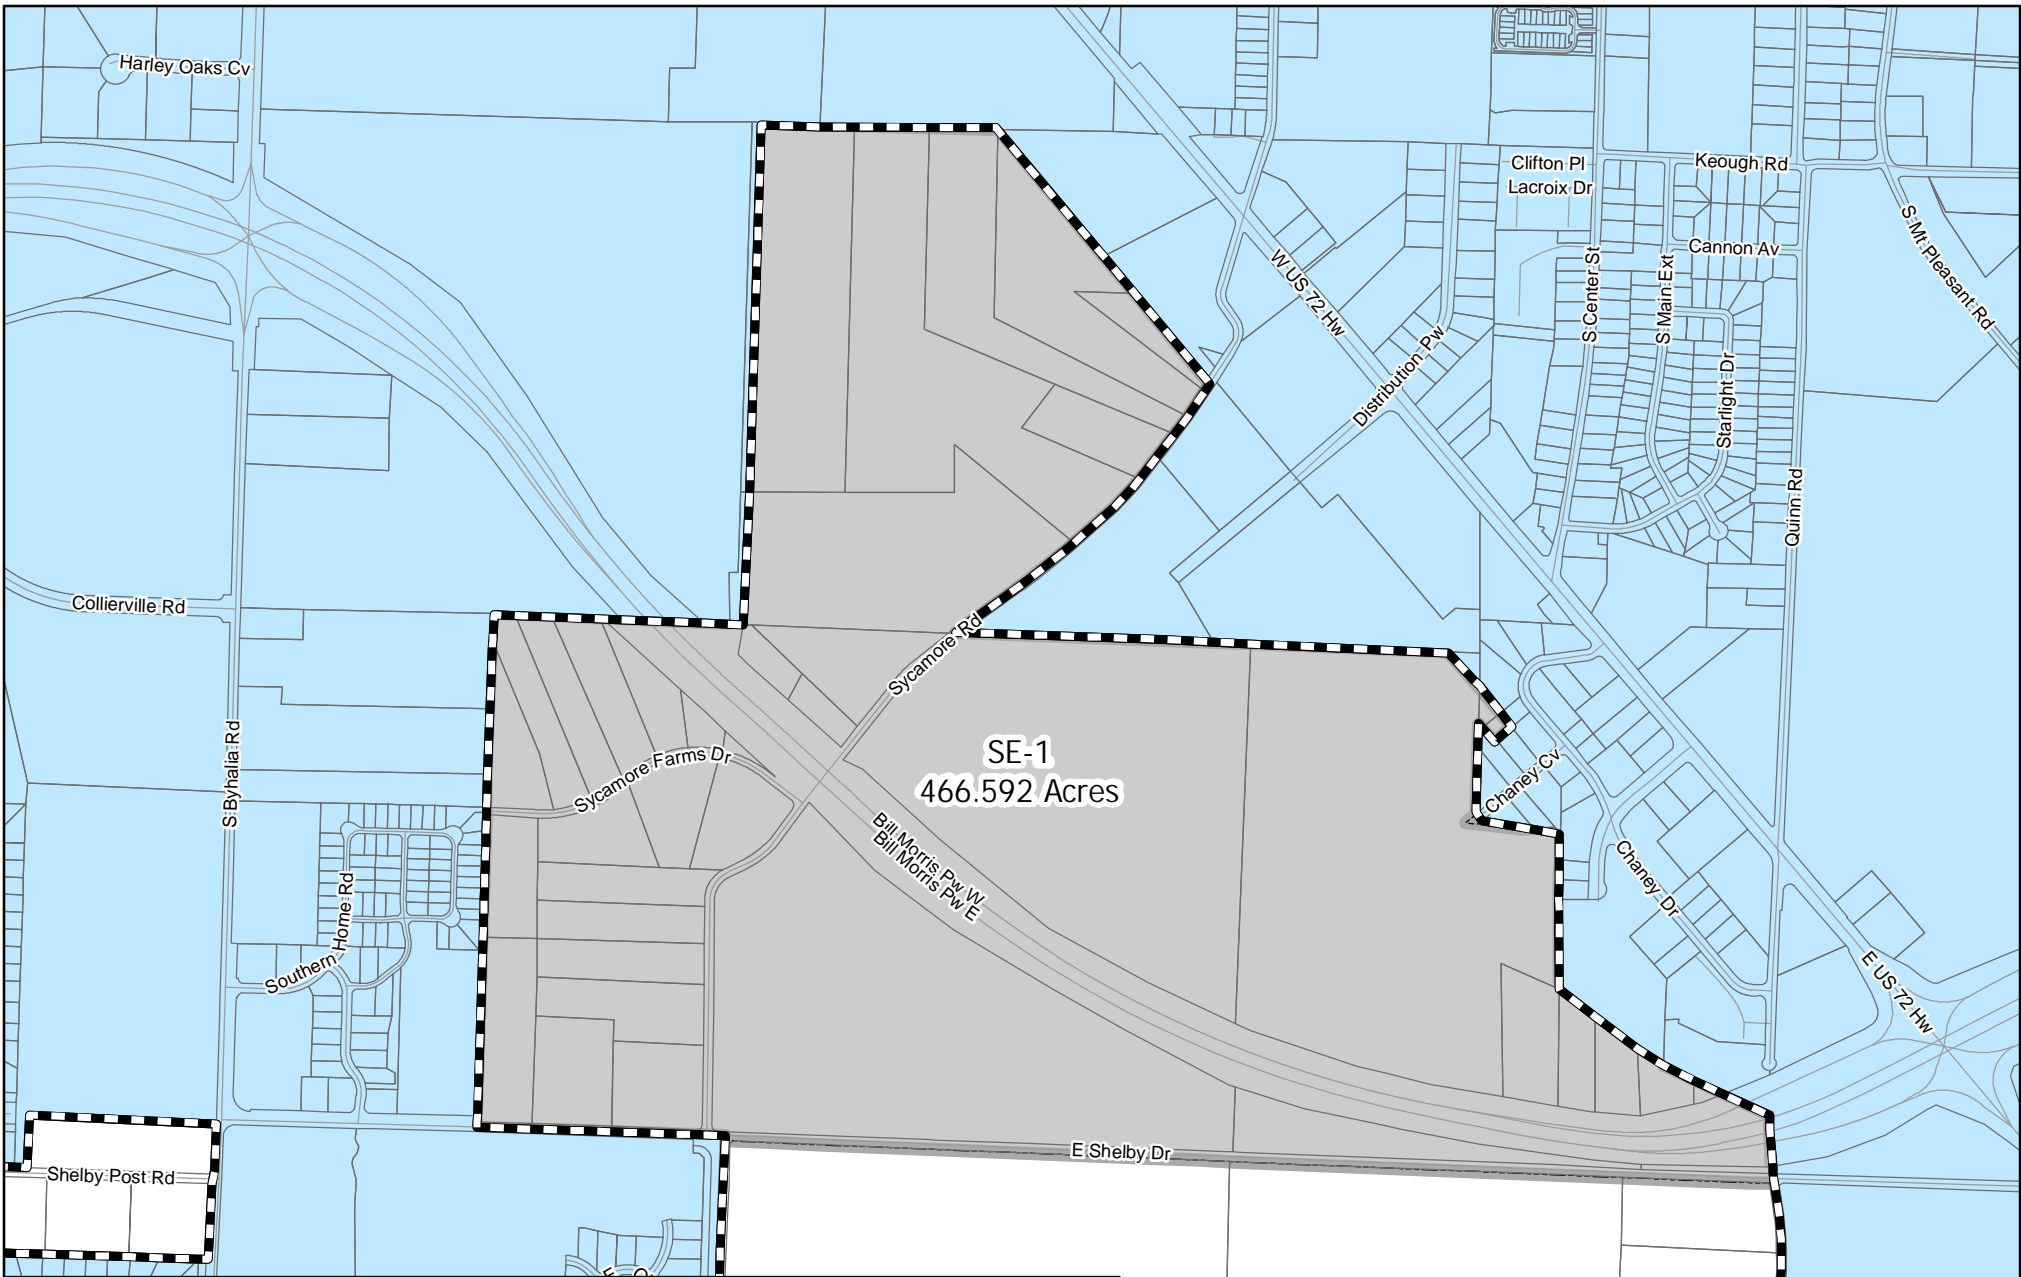 Harley Oaks Cv
Clifton Pl
Keough Rd
Lacroix Dr
S Mt Pleasant Rd
Cannon Av
W US 72 Hw
S Center St
S Main Ext
Distribution Pw
Starlight Dr
Quinn Rd
Collierville Rd
Sycamore Rd
S Byhalia Rd
Sycamore Farms Dr
SE-1
466.592 Acres
Chaney Cv
Bill Morris Pw W
Bill Morris Pw E
Chaney Dr
Southern Home Rd
E US 72 Hw
E Shelby Dr
Shelby Post Rd